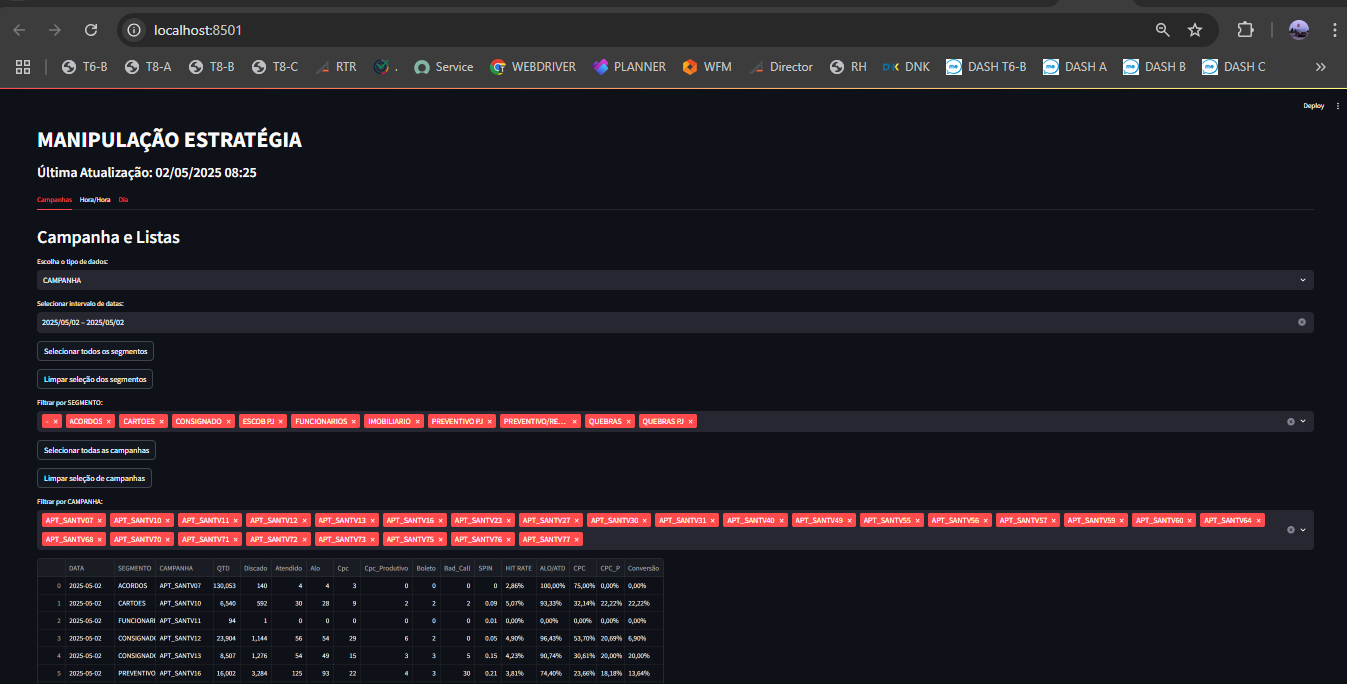 localhost:8501
T6-B T8-A T8-B T8-C RTR . Service WEBDRIVER PLANNER WFM Director RH DNK DASH T6-B DASH A DASH B DASH C »
Deploy
MANIPULAÇÃO ESTRATÉGIA
Última Atualização: 02/05/2025 08:25
Campanhas Hora/Hora Dia
Campanha e Listas
Escolha o tipo de dados:
CAMPANHA
Selecionar intervalo de datas:
2025/05/02 – 2025/05/02
Selecionar todos os segmentos
Limpar seleção dos segmentos
Filtrar por SEGMENTO:
- × ACORDOS × CARTOES × CONSIGNADO × ESCOB PJ × FUNCIONARIOS × IMOBILIARIO × PREVENTIVO PJ × PREVENTIVO/RE... × QUEBRAS × QUEBRAS PJ ×
Selecionar todas as campanhas
Limpar seleção de campanhas
Filtrar por CAMPANHA:
APT_SANTV07 × APT_SANTV10 × APT_SANTV11 × APT_SANTV12 × APT_SANTV13 × APT_SANTV16 × APT_SANTV23 × APT_SANTV27 × APT_SANTV30 × APT_SANTV31 × APT_SANTV40 × APT_SANTV49 × APT_SANTV55 × APT_SANTV56 × APT_SANTV57 × APT_SANTV59 × APT_SANTV60 × APT_SANTV64 ×
APT_SANTV68 × APT_SANTV70 × APT_SANTV71 × APT_SANTV72 × APT_SANTV73 × APT_SANTV75 × APT_SANTV76 × APT_SANTV77 ×
DATA SEGMENTO CAMPANHA QTD Discado Atendido Alo Cpc Cpc_Produtivo Boleto Bad_Call SPIN HIT RATE ALO/ATD CPC CPC_P Conversão
0 2025-05-02 ACORDOS APT_SANTV07 130,053 140 4 4 3 0 0 0 0 2,86% 100,00% 75,00% 0,00% 0,00%
1 2025-05-02 CARTOES APT_SANTV10 6,540 592 30 28 9 2 2 2 0.09 5,07% 93,33% 32,14% 22,22% 22,22%
2 2025-05-02 FUNCIONARI APT_SANTV11 94 1 0 0 0 0 0 0 0.01 0,00% 0,00% 0,00% 0,00% 0,00%
3 2025-05-02 CONSIGNADO APT_SANTV12 23,904 1,144 56 54 29 6 2 0 0.05 4,90% 96,43% 53,70% 20,69% 6,90%
4 2025-05-02 CONSIGNADO APT_SANTV13 8,507 1,276 54 49 15 3 3 5 0.15 4,23% 90,74% 30,61% 20,00% 20,00%
5 2025-05-02 PREVENTIVO APT_SANTV16 16,002 3,284 125 93 22 4 3 30 0.21 3,81% 74,40% 23,66% 18,18% 13,64%